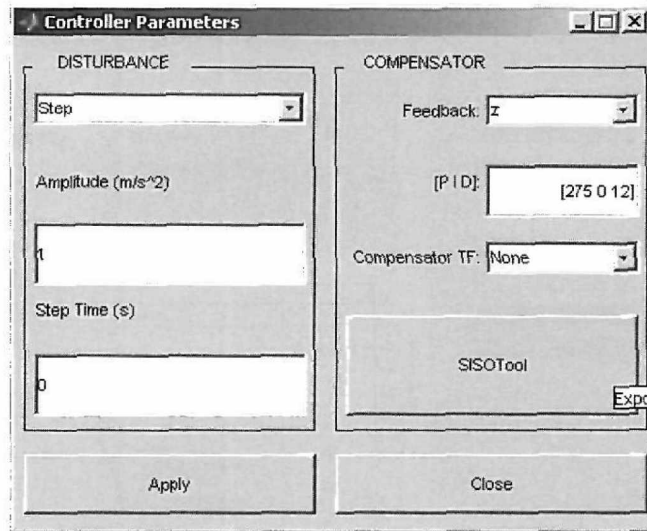 Controller Parameters
DISTURBANCE
Step
Amplitude (m/s^2)
1
Step Time (s)
0
COMPENSATOR
Feedback: z
[P I D]: [275 0 12]
Compensator TF: None
SISOTool
Expo
Apply
Close